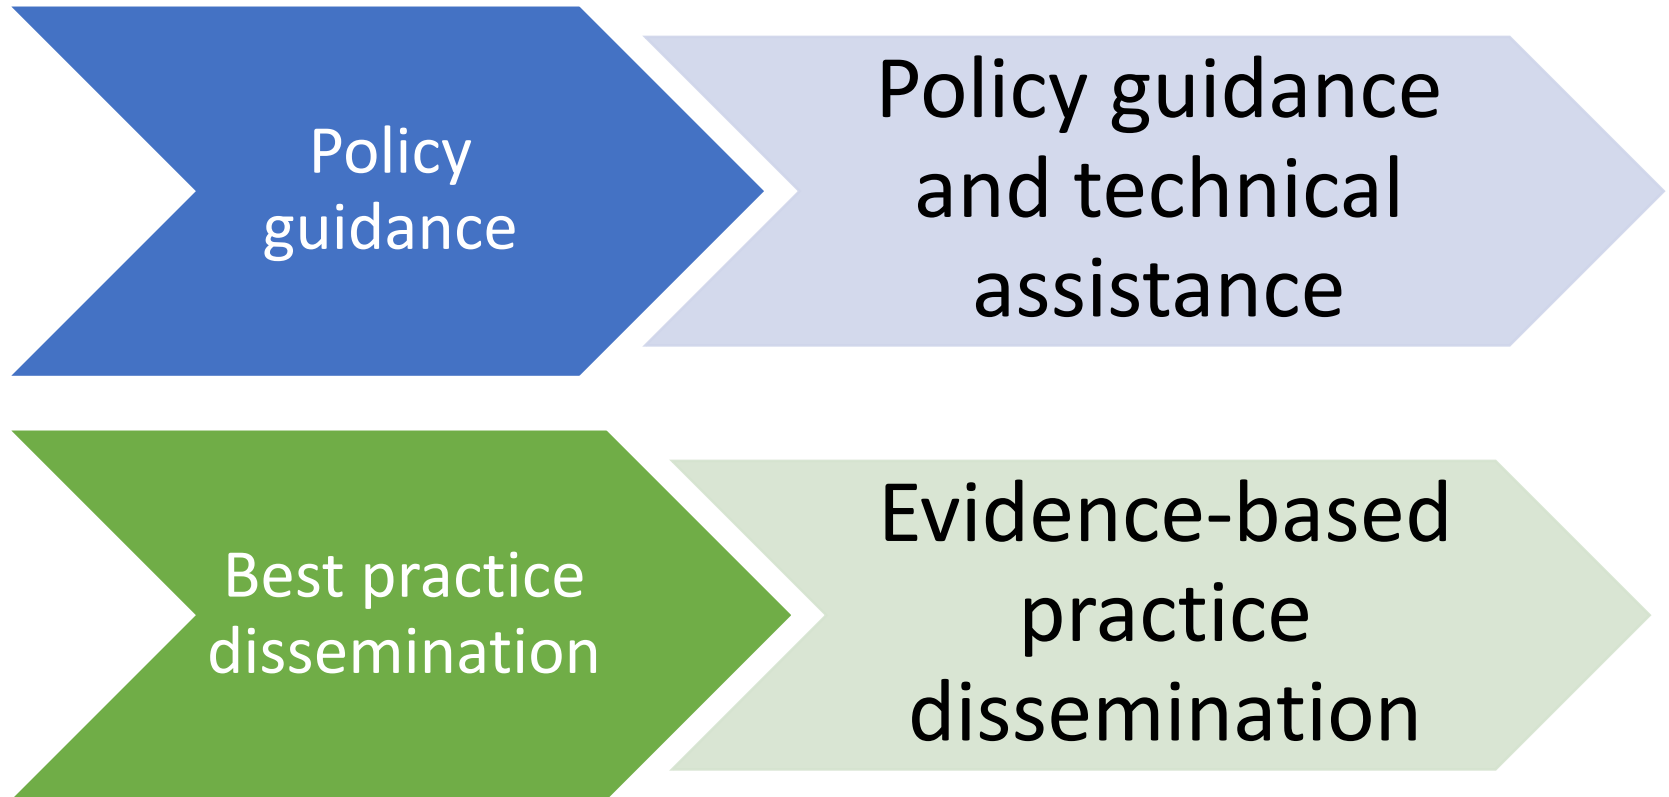 Policy
guidance
Policy guidance
and technical
assistance
Best practice
dissemination
Evidence-based
practice
dissemination